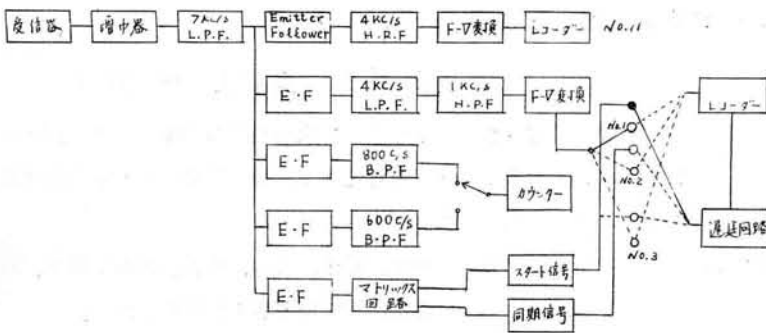 受信器
増巾器
7KC/s
L.P.F.
Emitter
Follower
4KC/s
H.P.F
F-V変換
レコーダー
No.11
E・F
4KC/s
L.P.F.
1KC,s
H.P.F
F-V変換
No.1
レコーダー
E・F
800C,s
B.P.F
カウンター
No.2
E・F
600C/s
B.P.F
遅延回路
No.3
E・F
マトリックス
回路
スタート信号
同期信号